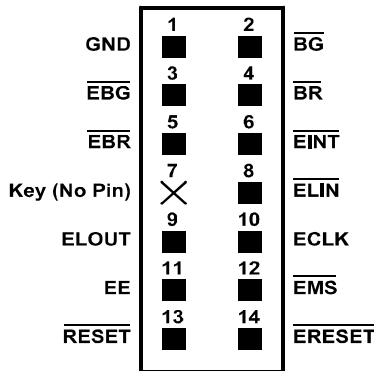 1 2
GND BG
3 4
EBG BR
5 6
EBR EINT
7 8
Key (No Pin) ELIN
9 10
ELOUT ECLK
11 12
EE EMS
13 14
RESET ERESET